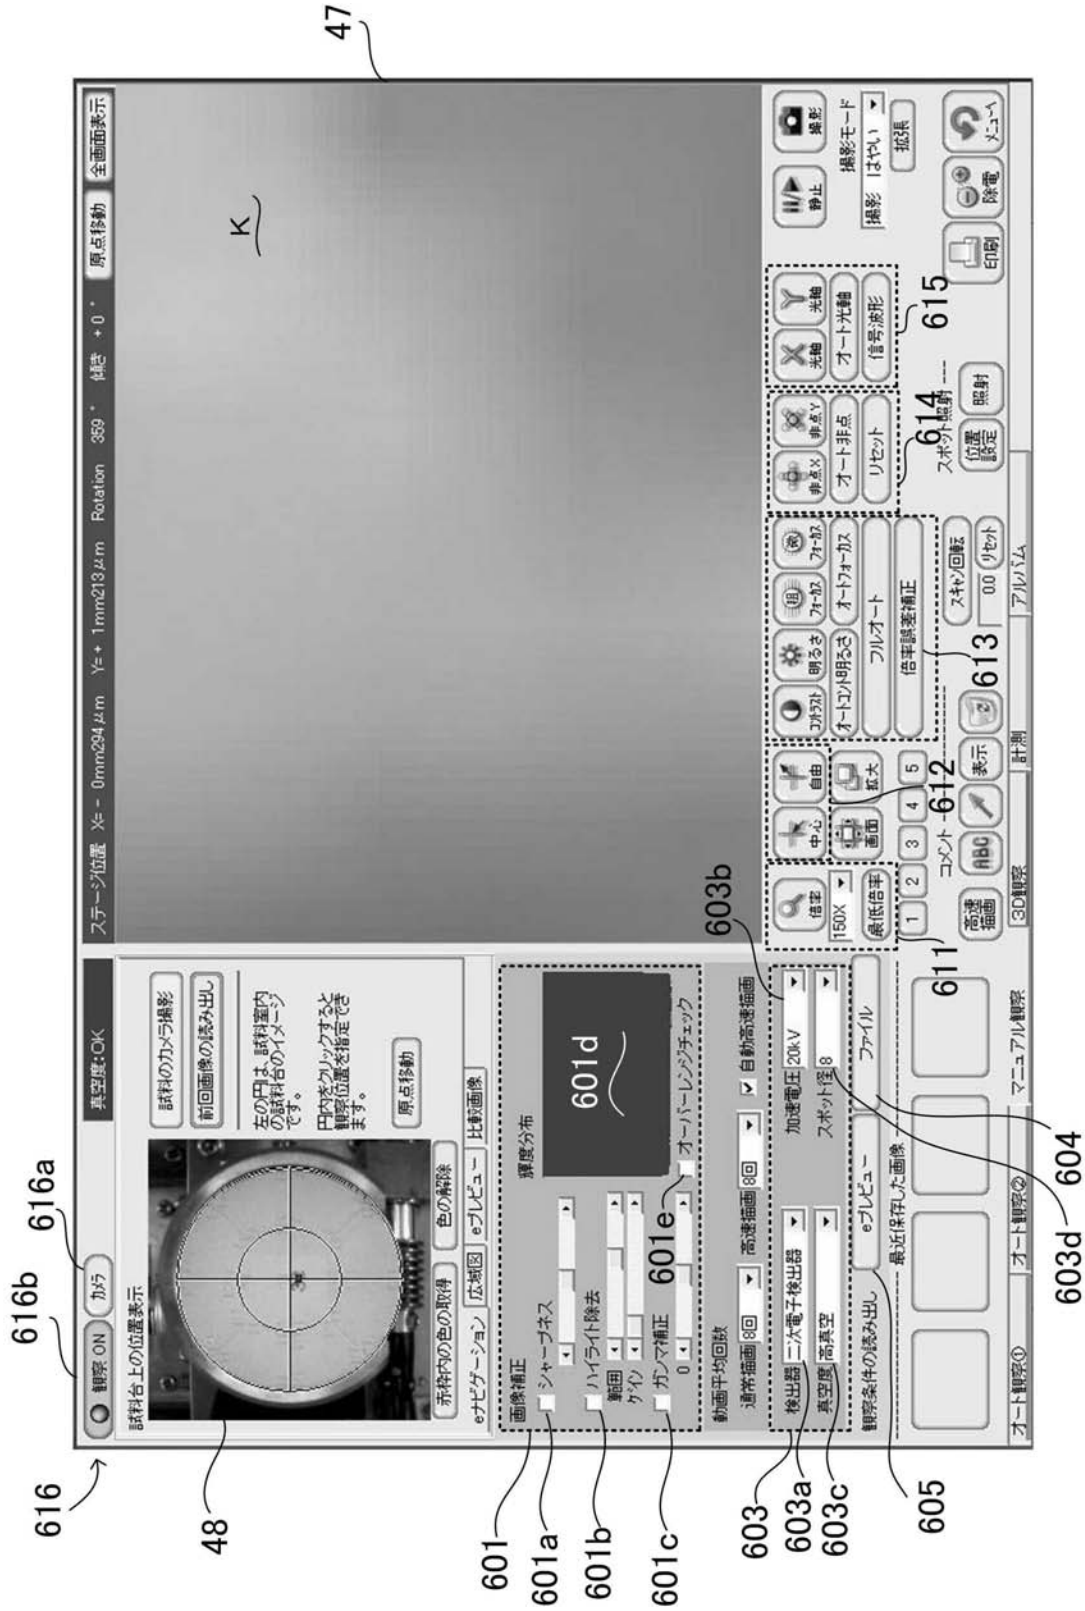 616
616b
616a
観察 ON
カメラ
真空度:OK
ステージ位置 X= - 0mm294μm Y= + 1mm213μm Rotation 359° 傾き + 0°
原点移動
全画面表示
47
試料台上の位置表示
48
試料のカメラ撮影
前回画像の読み出し
左の円は、試料室内
の試料台のイメージ
です。
円内をクリックすると
観察位置を指定でき
ます。
原点移動
赤枠内の色の取得
色の解除
eナビゲーション
広域図
eプレビュー
比較画像
K
601
画像補正
輝度分布
601a
シャープネス
601d
601b
ハイライト除去
範囲
ゲイン
601e
601c
ガンマ補正
0
オーバーレンジチェック
動画平均回数
通常描画 8回
高速描画 8回
自動高速描画
603
検出器 二次電子検出器
加速電圧 20kV
603b
603a
真空度 高真空
スポット径 8
603c
観察条件の読み出し
eプレビュー
ファイル
605
最近保存した画像
603d
604
倍率
150X
最低倍率
611
中心
自由
画面
拡大
612
1
2
3
4
5
コントラスト
明るさ
粗
フォーカス
微
フォーカス
オートコント明るさ
オートフォーカス
フルオート
倍率誤差補正
613
非点X
非点Y
オート非点
リセット
614
X
光軸
Y
光軸
オート光軸
信号波形
615
静止
撮影
撮影モード
撮影 はやい
拡張
高速
描画
コメント
ABC
表示
スキャン回転
0.0
リセット
スポット照射
位置
設定
照射
印刷
除電
メニューへ
オート観察①
オート観察②
マニュアル観察
3D観察
計測
アルバム